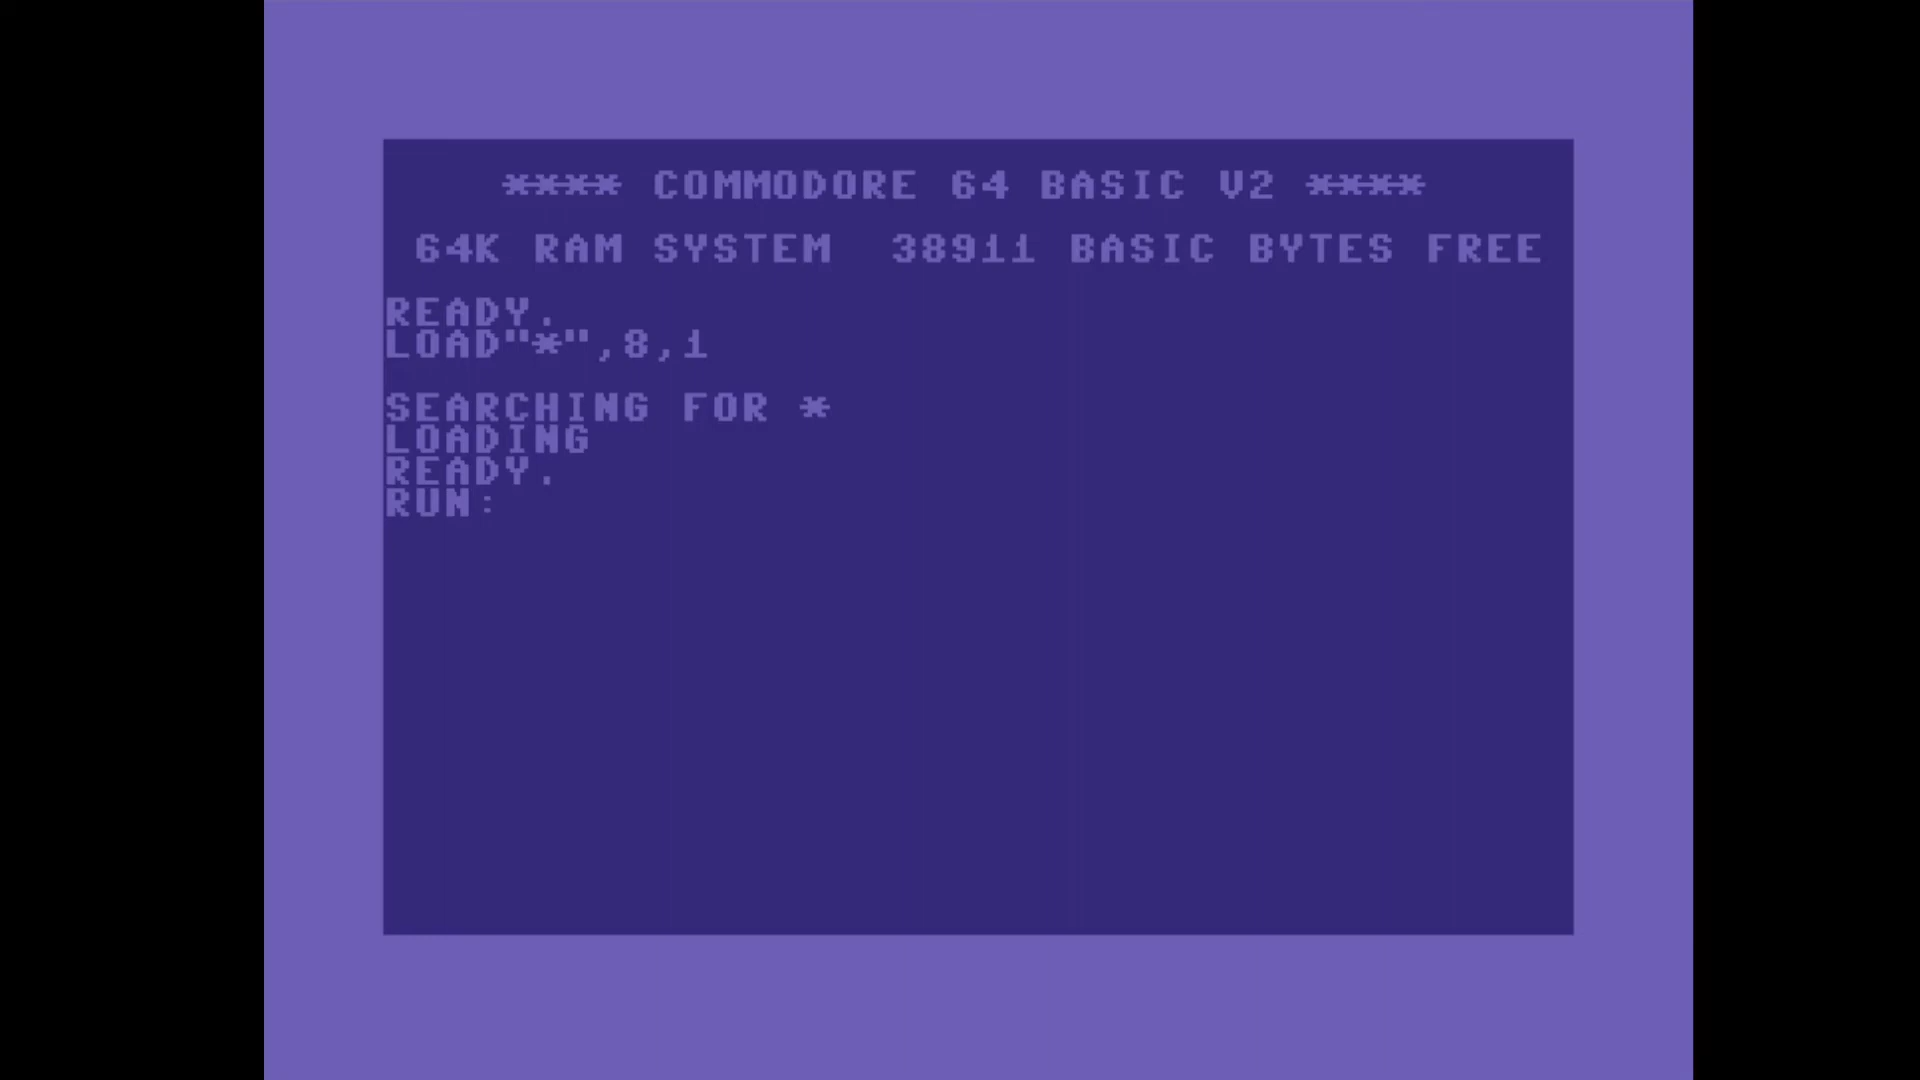 **** COMMODORE 64 BASIC V2 ****
64K RAM SYSTEM  38911 BASIC BYTES FREE
READY.
LOAD"*",8,1
SEARCHING FOR *
LOADING
READY.
RUN: